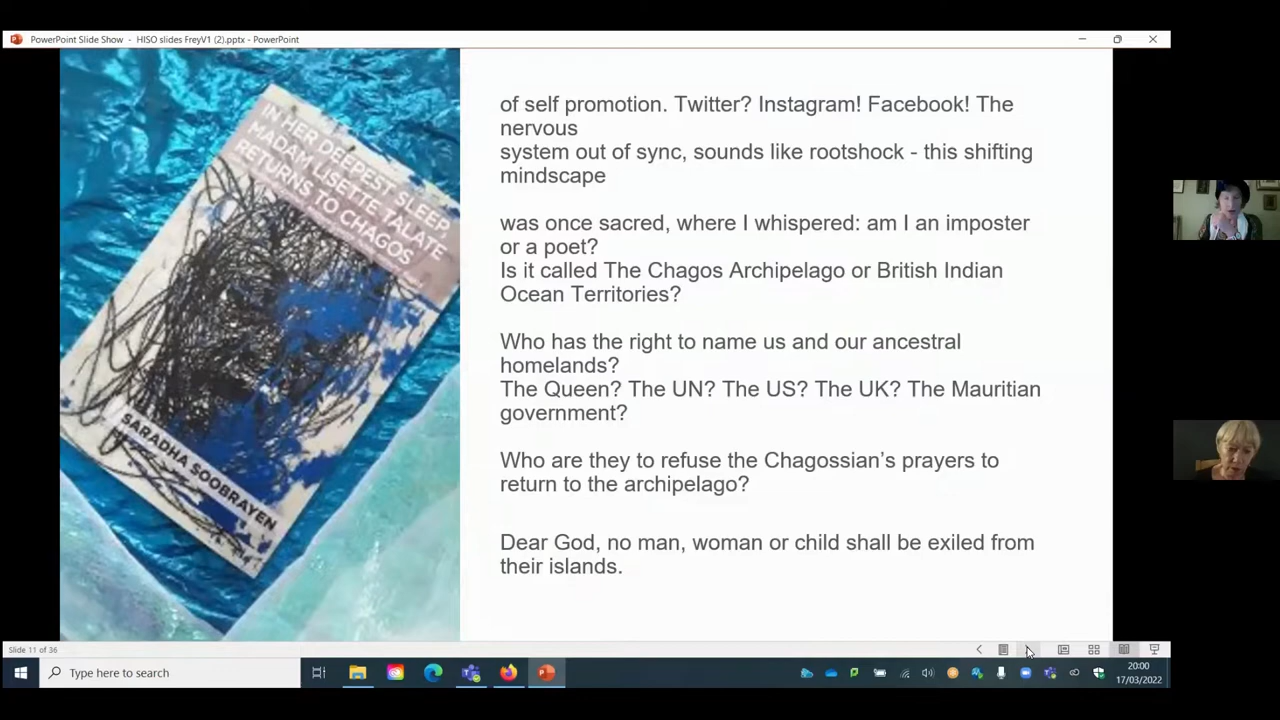 PowerPoint Slide Show - HISO slides FreyV1 (2).pptx - PowerPoint
IN HER DEEPEST SLEEP
MADAM LISETTE TALATE
RETURNS TO CHAGOS
SARADHA SOOBRAYEN
of self promotion. Twitter? Instagram! Facebook! The
nervous
system out of sync, sounds like rootshock - this shifting
mindscape
was once sacred, where I whispered: am I an imposter
or a poet?
Is it called The Chagos Archipelago or British Indian
Ocean Territories?
Who has the right to name us and our ancestral
homelands?
The Queen? The UN? The US? The UK? The Mauritian
government?
Who are they to refuse the Chagossian’s prayers to
return to the archipelago?
Dear God, no man, woman or child shall be exiled from
their islands.
Slide 11 of 36
Type here to search
20:00
17/03/2022